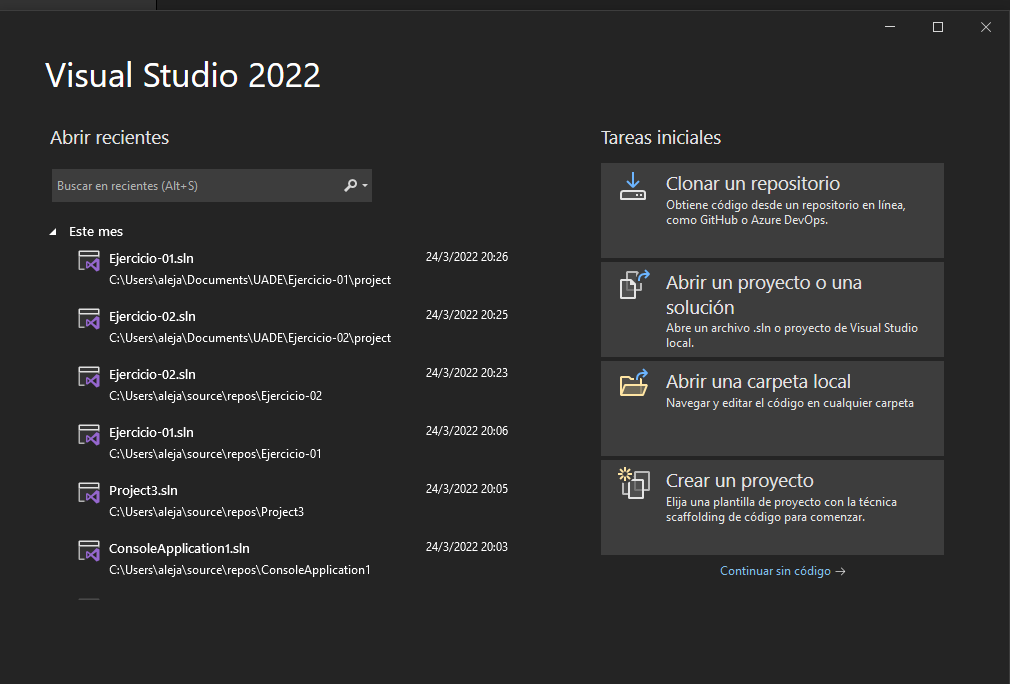 Visual Studio 2022
Abrir recientes
Buscar en recientes (Alt+S)
Este mes
Ejercicio-01.sln 24/3/2022 20:26
C:\Users\aleja\Documents\UADE\Ejercicio-01\project
Ejercicio-02.sln 24/3/2022 20:25
C:\Users\aleja\Documents\UADE\Ejercicio-02\project
Ejercicio-02.sln 24/3/2022 20:23
C:\Users\aleja\source\repos\Ejercicio-02
Ejercicio-01.sln 24/3/2022 20:06
C:\Users\aleja\source\repos\Ejercicio-01
Project3.sln 24/3/2022 20:05
C:\Users\aleja\source\repos\Project3
ConsoleApplication1.sln 24/3/2022 20:03
C:\Users\aleja\source\repos\ConsoleApplication1
Tareas iniciales
Clonar un repositorio
Obtiene código desde un repositorio en línea,
como GitHub o Azure DevOps.
Abrir un proyecto o una
solución
Abre un archivo .sln o proyecto de Visual Studio
local.
Abrir una carpeta local
Navegar y editar el código en cualquier carpeta
Crear un proyecto
Elija una plantilla de proyecto con la técnica
scaffolding de código para comenzar.
Continuar sin código →